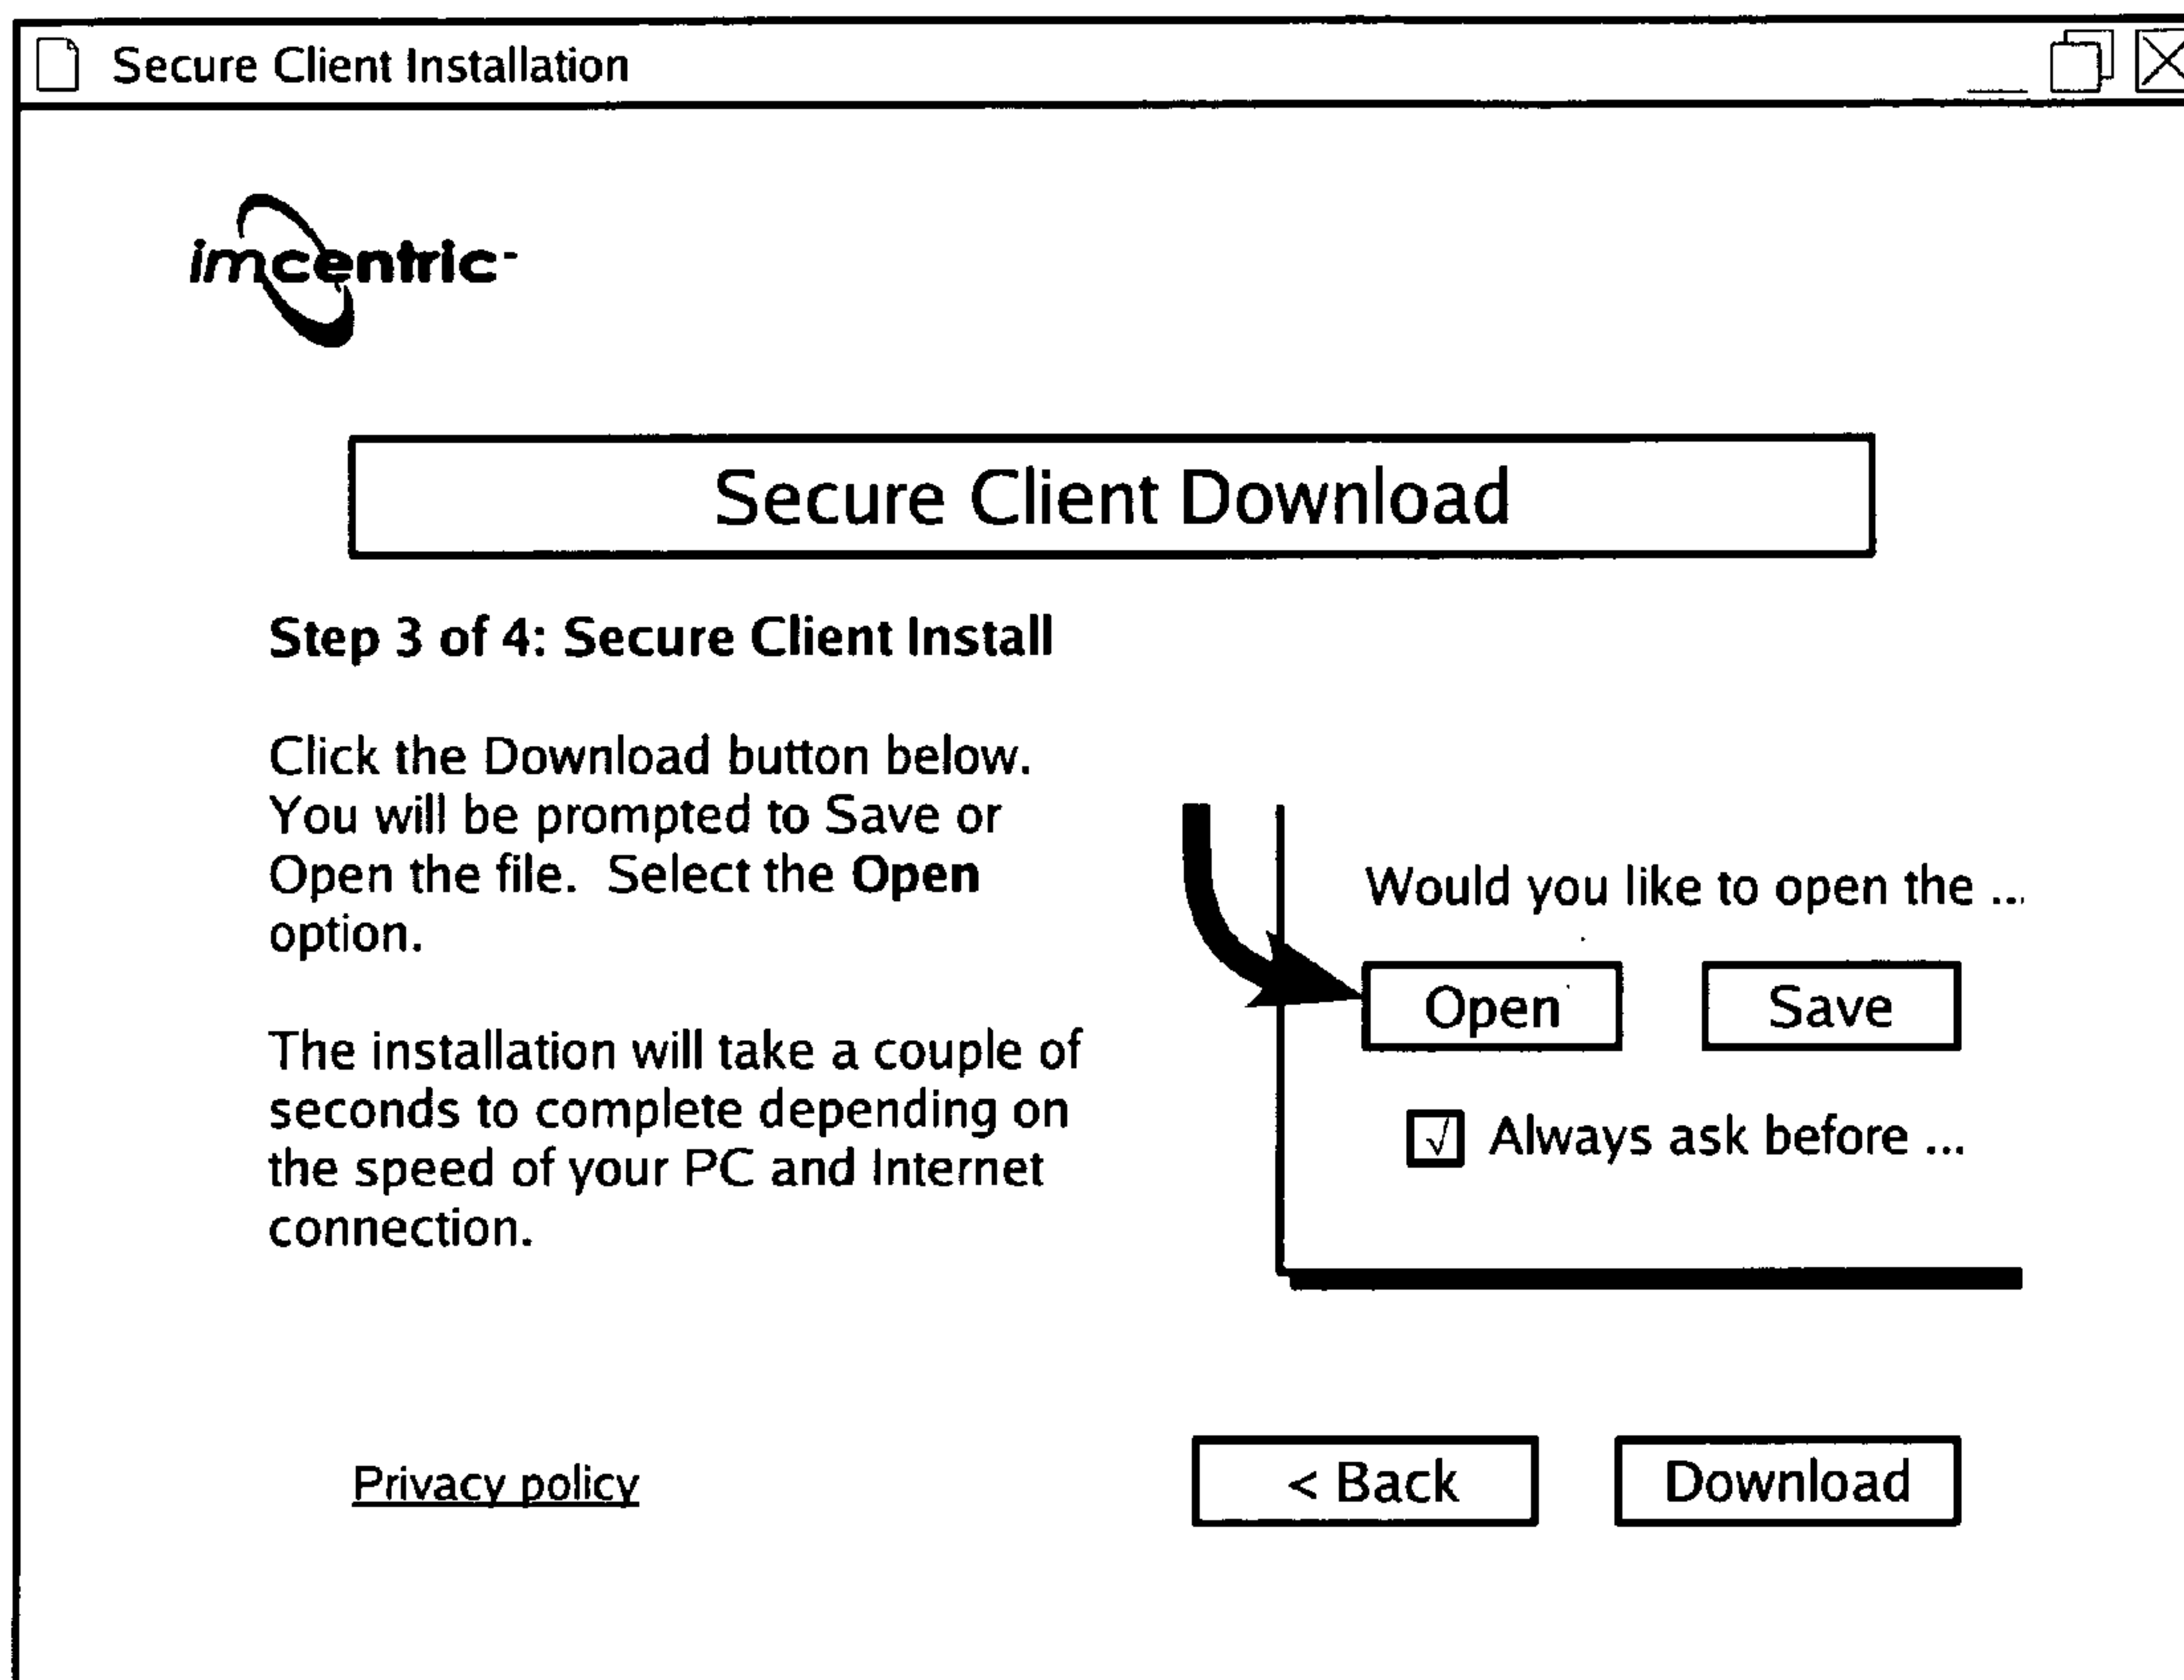 Secure Client Installation
imcentric
Secure Client Download
Step 3 of 4: Secure Client Install
Click the Download button below.
You will be prompted to Save or
Open the file. Select the Open
option.
The installation will take a couple of
seconds to complete depending on
the speed of your PC and Internet
connection.
Would you like to open the ...
Open
Save
√ Always ask before ...
Privacy policy
< Back
Download